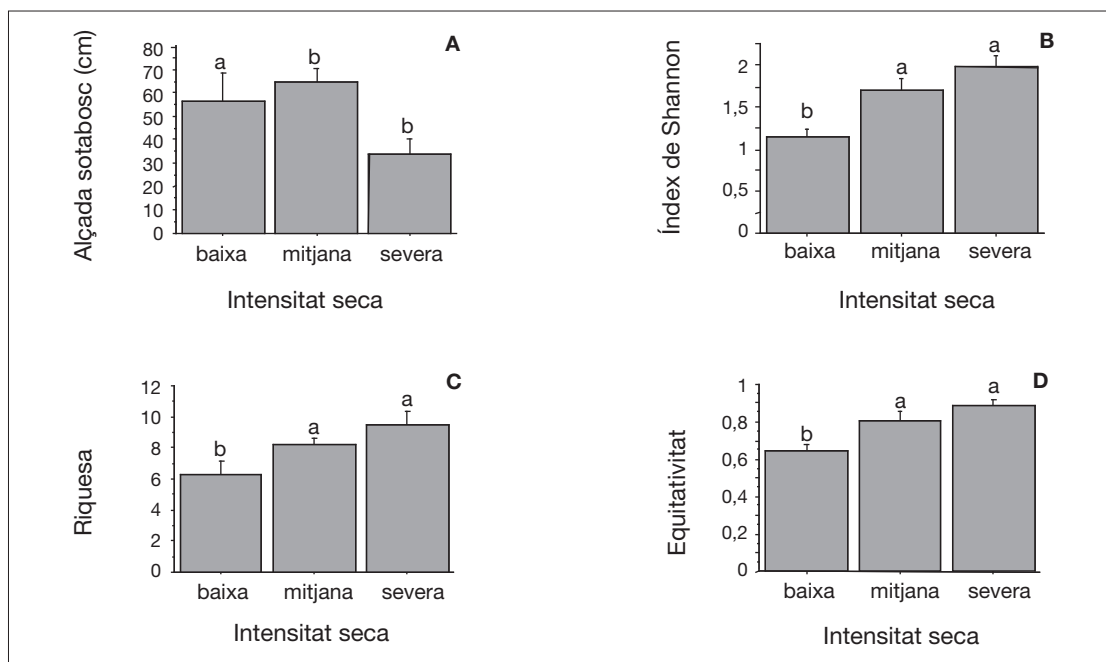 A
Alçada sotabosc (cm)
80
70
60
50
40
30
20
10
0
a
b
b
baixa mitjana severa
Intensitat seca
B
Índex de Shannon
2
1,5
1
0,5
0
b
a
a
baixa mitjana severa
Intensitat seca
C
Riquesa
12
10
8
6
4
2
0
b
a
a
baixa mitjana severa
Intensitat seca
D
Equitativitat
1
0,8
0,6
0,4
0,2
0
b
a
a
baixa mitjana severa
Intensitat seca